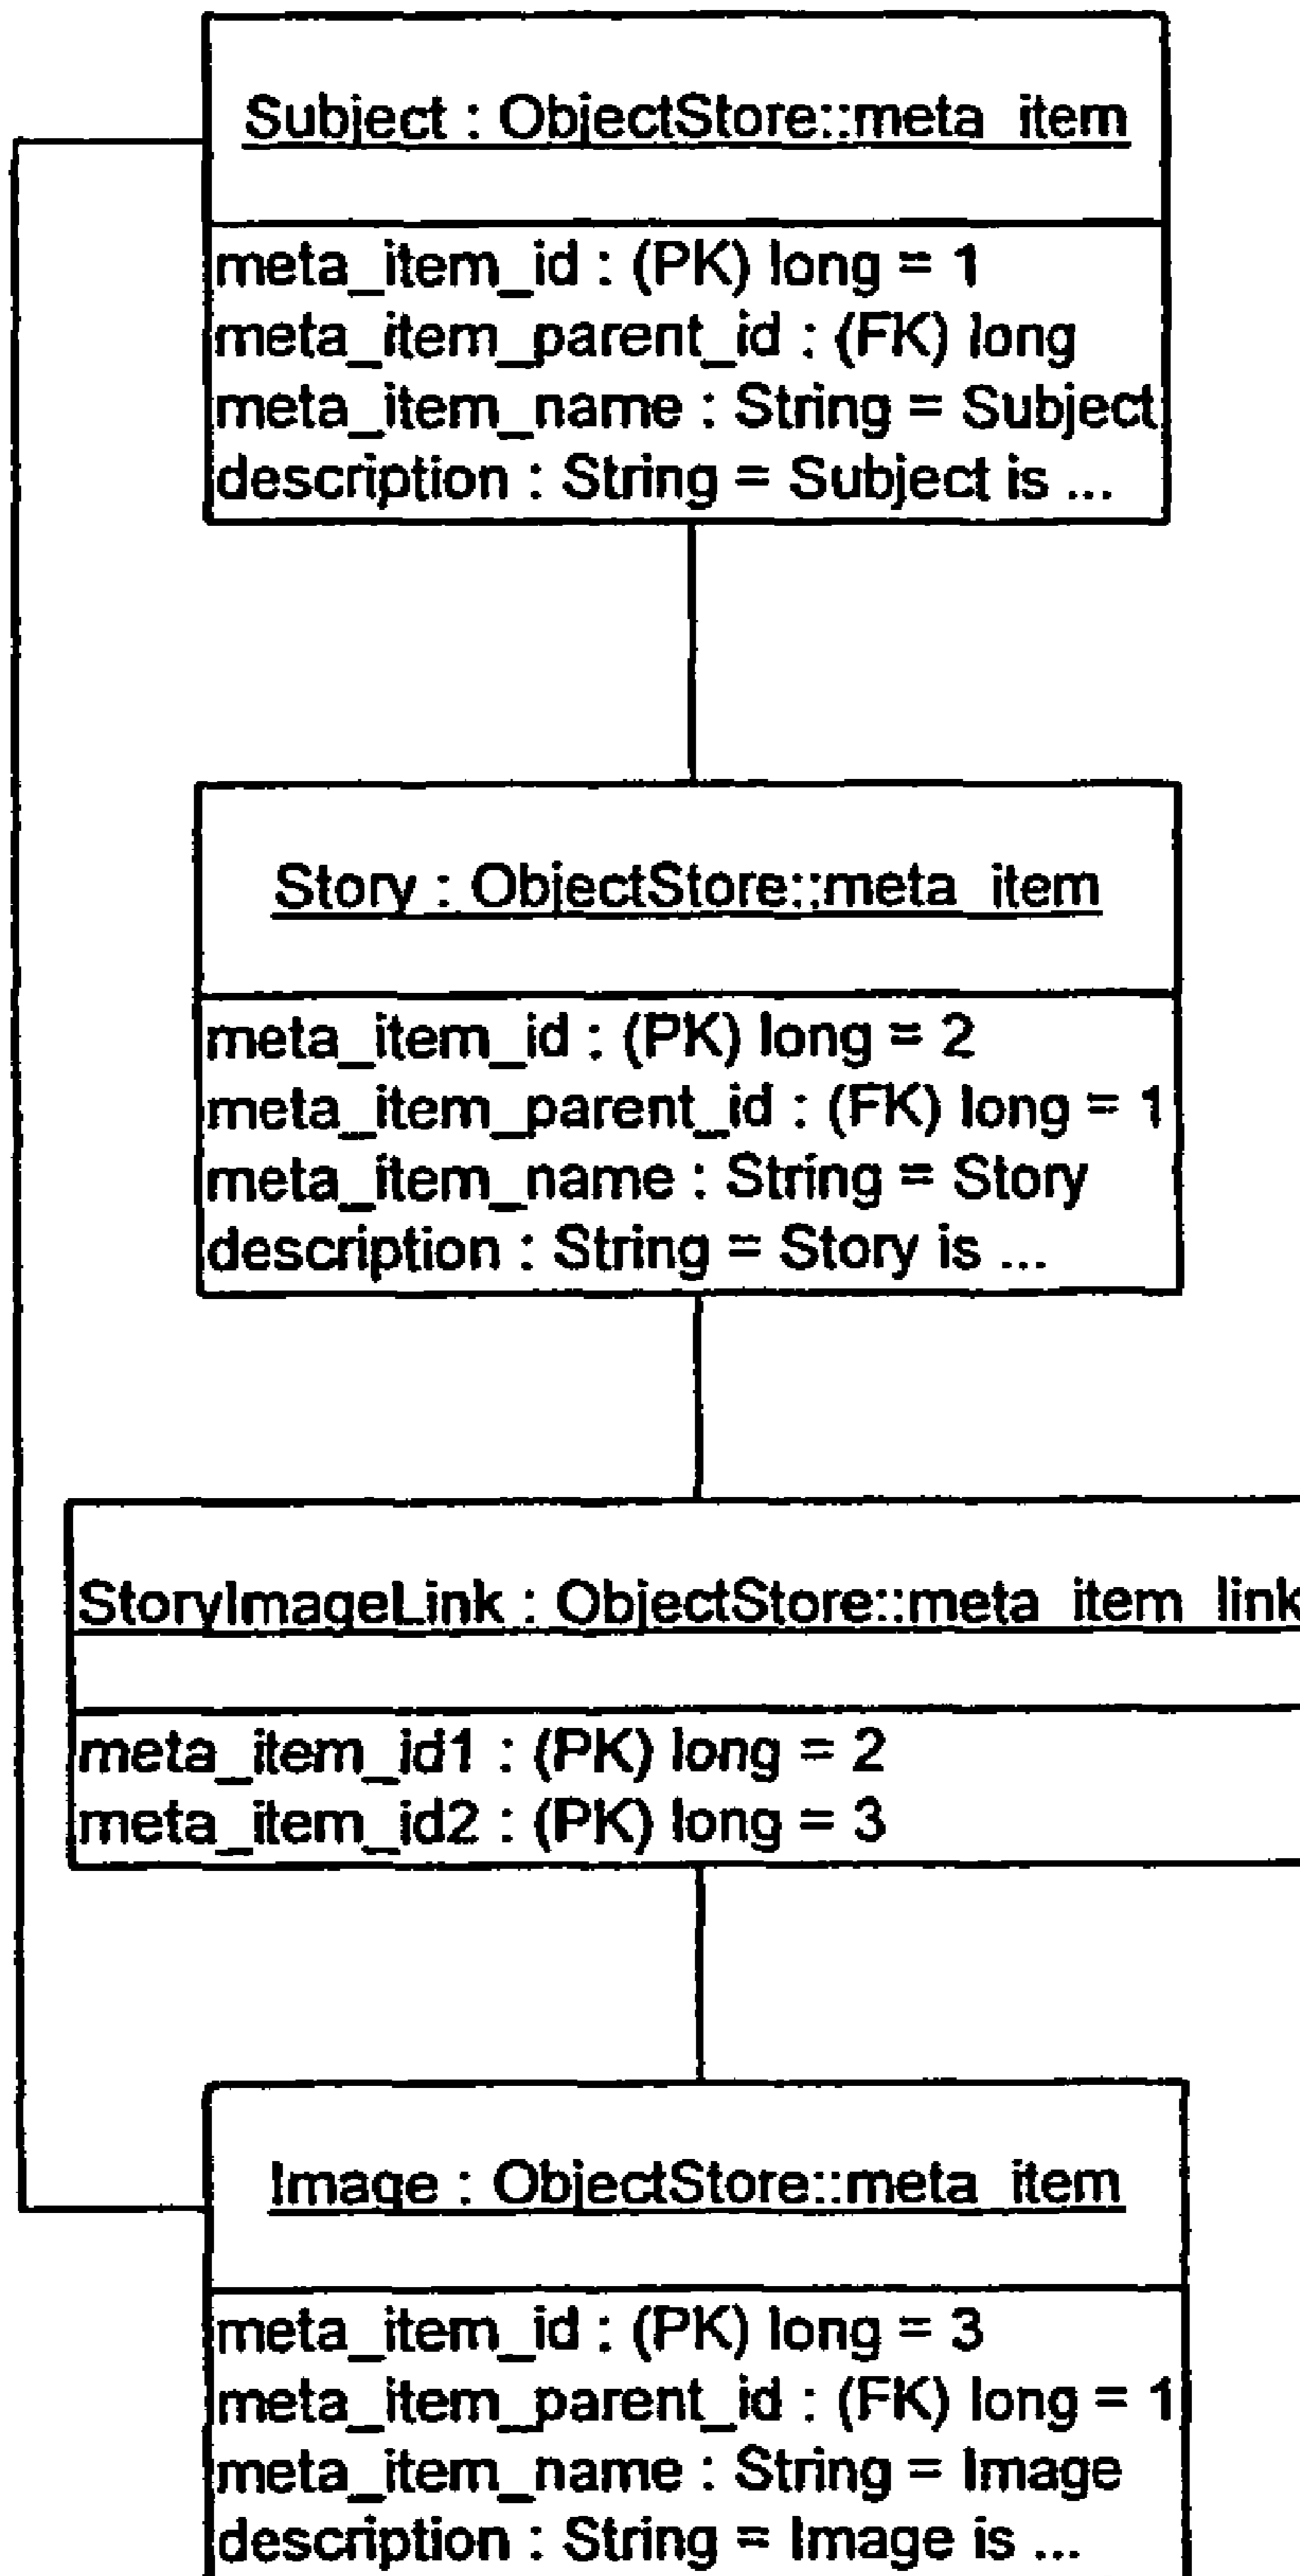 Subject : ObjectStore::meta_item
meta_item_id : (PK) long = 1
meta_item_parent_id : (FK) long
meta_item_name : String = Subject
description : String = Subject is ...
Story : ObjectStore::meta_item
meta_item_id : (PK) long = 2
meta_item_parent_id : (FK) long = 1
meta_item_name : String = Story
description : String = Story is ...
StoryImageLink : ObjectStore::meta_item_link
meta_item_id1 : (PK) long = 2
meta_item_id2 : (PK) long = 3
Image : ObjectStore::meta_item
meta_item_id : (PK) long = 3
meta_item_parent_id : (FK) long = 1
meta_item_name : String = Image
description : String = Image is ...